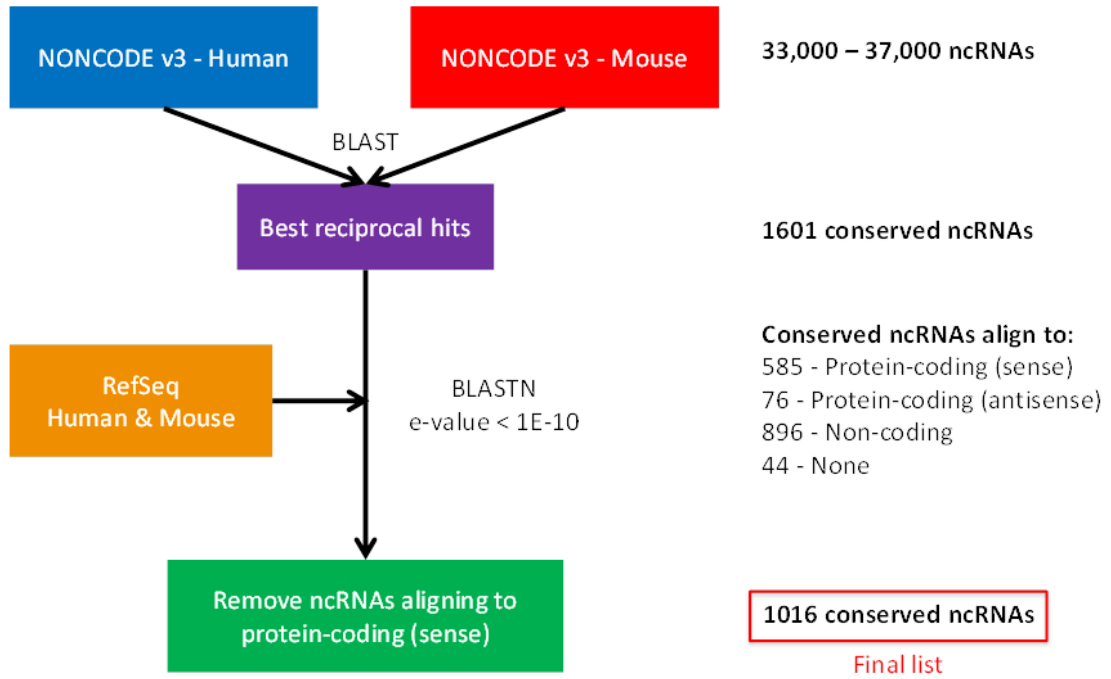 NONCODE v3 - Human
NONCODE v3 - Mouse
33,000 – 37,000 ncRNAs
BLAST
Best reciprocal hits
1601 conserved ncRNAs
RefSeq
Human & Mouse
BLASTN
e-value < 1E-10
Conserved ncRNAs align to:
585 - Protein-coding (sense)
76 - Protein-coding (antisense)
896 - Non-coding
44 - None
Remove ncRNAs aligning to
protein-coding (sense)
1016 conserved ncRNAs
Final list